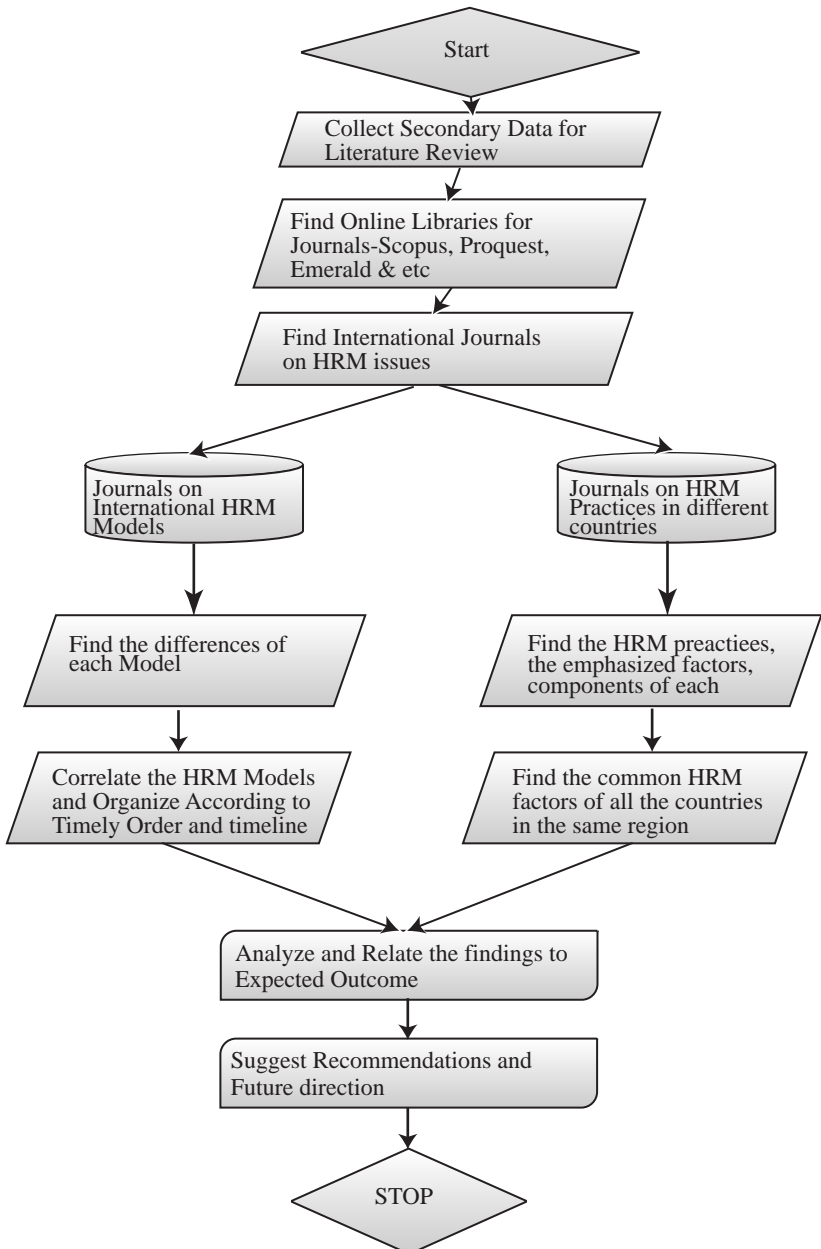 Start
Collect Secondary Data for
Literature Review
Find Online Libraries for
Journals-Scopus, Proquest,
Emerald & etc
Find International Journals
on HRM issues
Journals on
International HRM
Models
Journals on HRM
Practices in different
countries
Find the differences of
each Model
Find the HRM preactiees,
the emphasized factors,
components of each
Correlate the HRM Models
and Organize According to
Timely Order and timeline
Find the common HRM
factors of all the countries
in the same region
Analyze and Relate the findings to
Expected Outcome
Suggest Recommendations and
Future direction
STOP